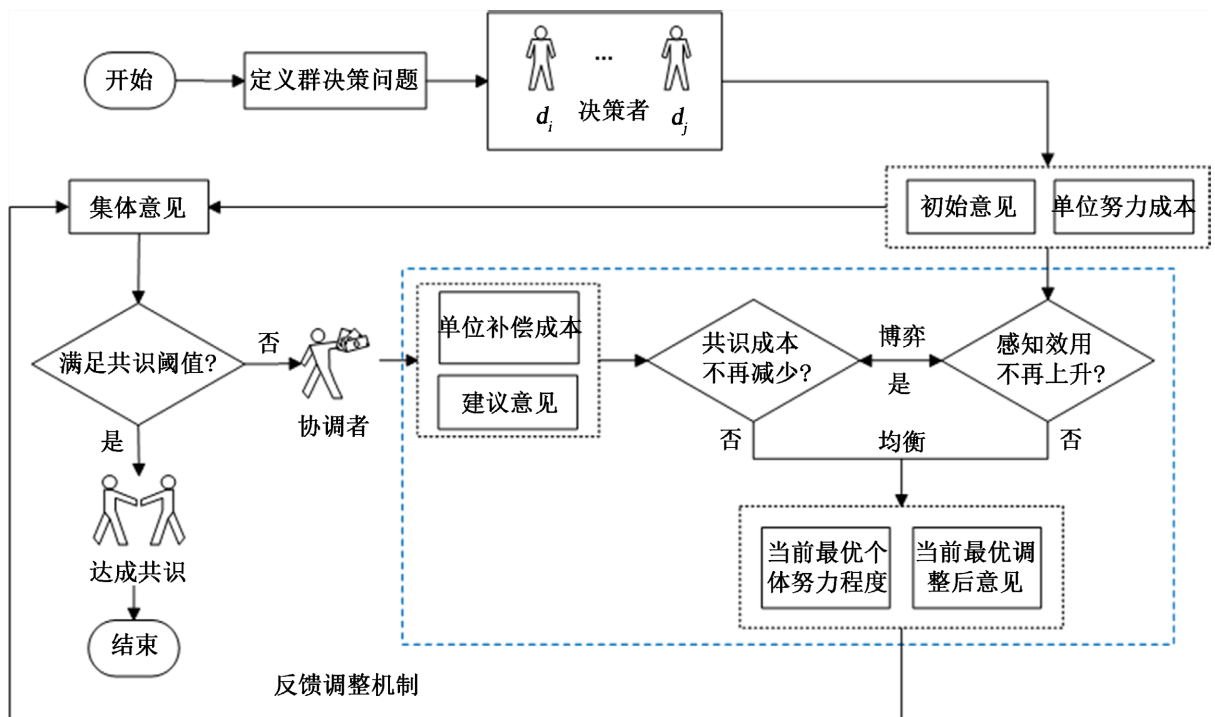 开始
定义群决策问题
...
d_i
决策者
d_j
集体意见
初始意见
单位努力成本
满足共识阈值?
否
协调者
单位补偿成本
建议意见
共识成本
不再减少?
博弈
是
感知效用
不再上升?
是
否
均衡
否
达成共识
当前最优个
体努力程度
当前最优调
整后意见
结束
反馈调整机制